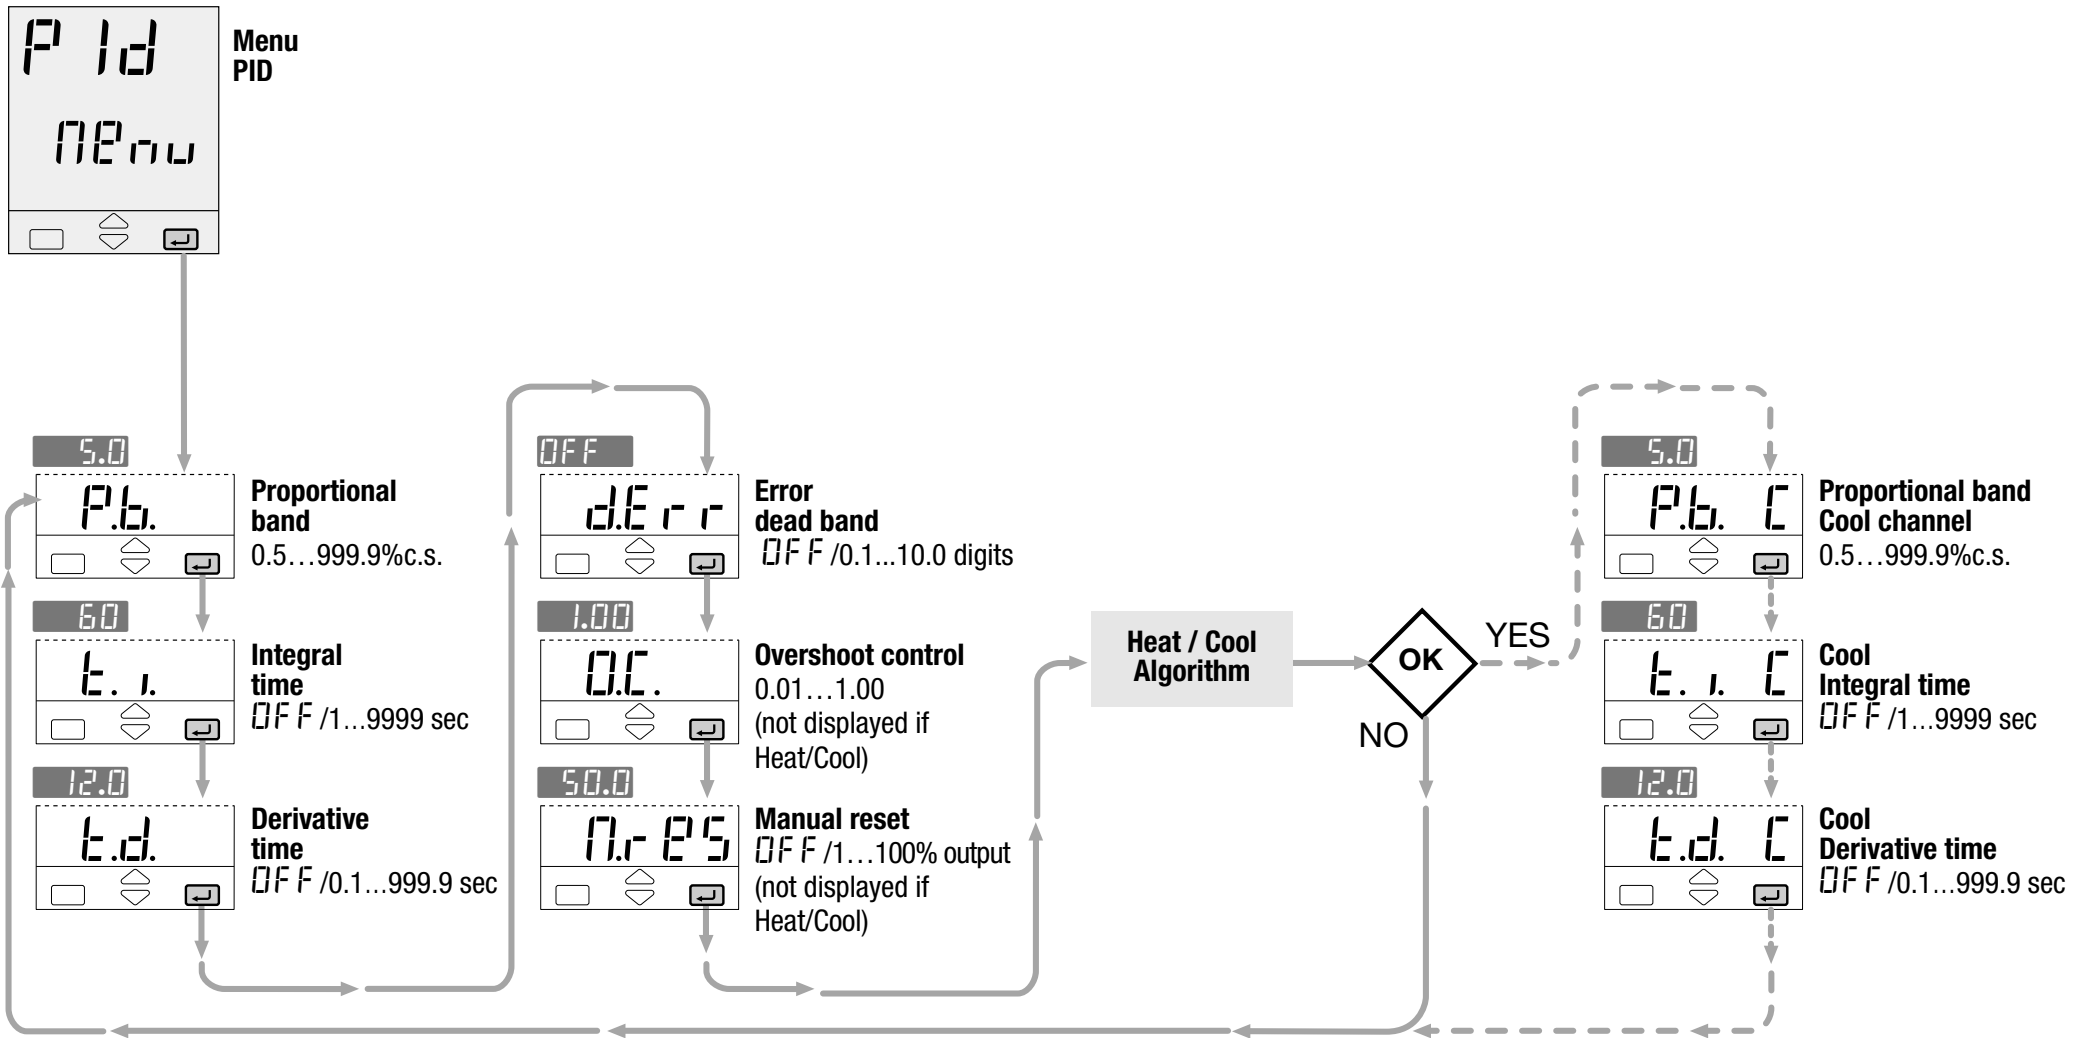 PId
Menu
Menu
PID
5.0
P.b.
Proportional
band
0.5…999.9%c.s.
60
t.i.
Integral
time
OFF/1…9999 sec
12.0
t.d.
Derivative
time
OFF/0.1…999.9 sec
OFF
d.Err
Error
dead band
OFF/0.1...10.0 digits
1.00
O.C.
Overshoot control
0.01…1.00
(not displayed if
Heat/Cool)
50.0
M.reS
Manual reset
OFF/1…100% output
(not displayed if
Heat/Cool)
Heat / Cool
Algorithm
OK
YES
NO
5.0
P.b. C
Proportional band
Cool channel
0.5…999.9%c.s.
60
t.i. C
Cool
Integral time
OFF/1…9999 sec
12.0
t.d. C
Cool
Derivative time
OFF/0.1…999.9 sec